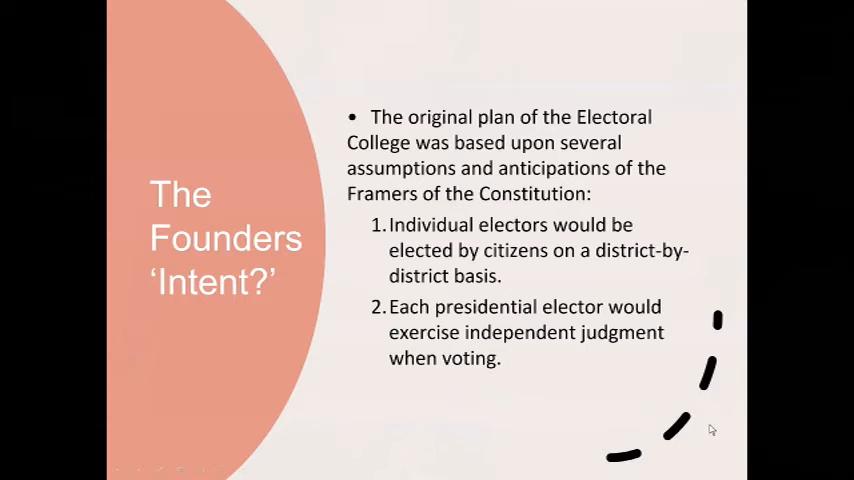 The
Founders
‘Intent?’
• The original plan of the Electoral
College was based upon several
assumptions and anticipations of the
Framers of the Constitution:
1. Individual electors would be
elected by citizens on a district-by-
district basis.
2. Each presidential elector would
exercise independent judgment
when voting.